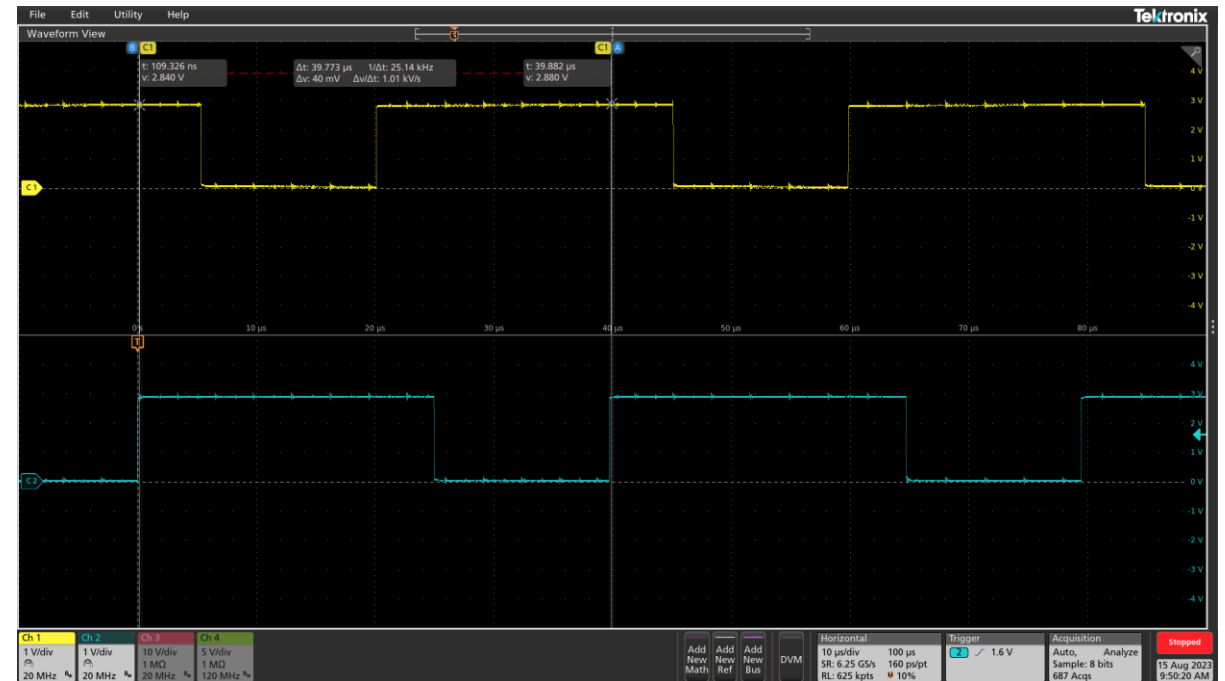 File Edit Utility Help
Tektronix
Waveform View
B C1
C1 A
t: 109.326 ns
v: 2.840 V
Δt: 39.773 µs 1/Δt: 25.14 kHz
Δv: 40 mV Δv/Δt: 1.01 kV/s
t: 39.882 µs
v: 2.880 V
4 V
3 V
2 V
1 V
C1
0 V
-1 V
-2 V
-3 V
-4 V
0 s 10 µs 20 µs 30 µs 40 µs 50 µs 60 µs 70 µs 80 µs
T
4 V
3 V
2 V
1 V
C2
0 V
-1 V
-2 V
-3 V
-4 V
Ch 1
1 V/div
20 MHz
Ch 2
1 V/div
20 MHz
Ch 3
10 V/div
1 MΩ
20 MHz
Ch 4
5 V/div
1 MΩ
120 MHz
Add New Math
Add New Ref
Add New Bus
DVM
Horizontal
10 µs/div 100 µs
SR: 6.25 GS/s 160 ps/pt
RL: 625 kpts 10%
Trigger
2 1.6 V
Acquisition
Auto, Analyze
Sample: 8 bits
687 Acqs
Stopped
15 Aug 2023
9:50:20 AM